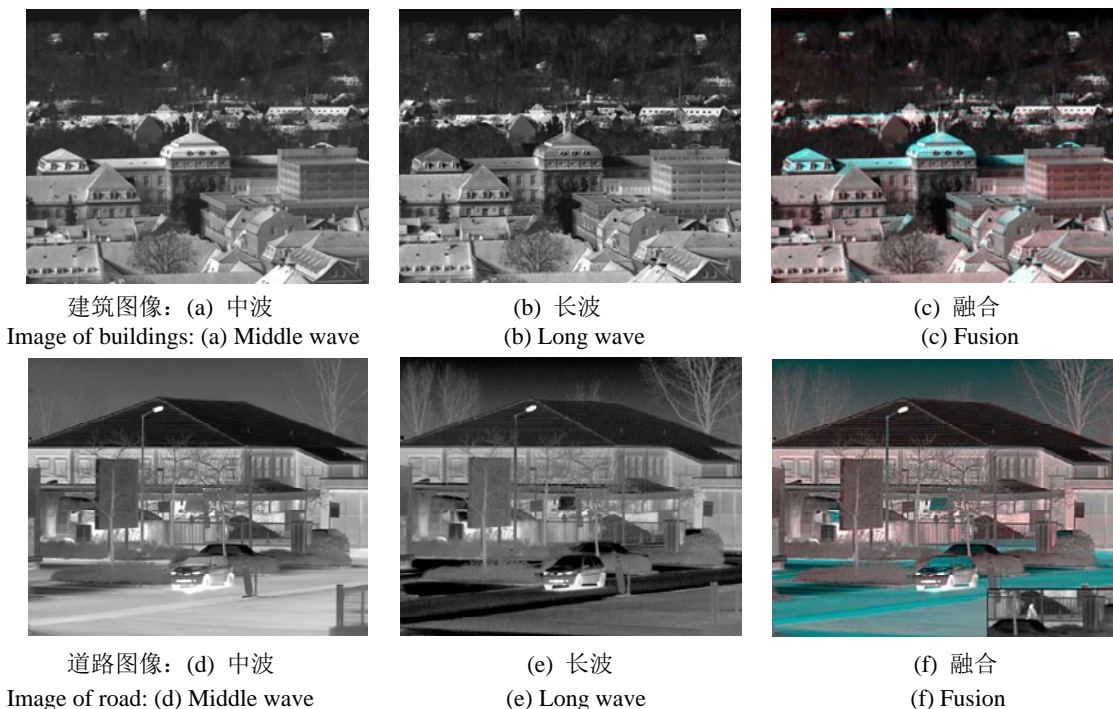 建筑图像：(a) 中波
(b) 长波
(c) 融合
Image of buildings: (a) Middle wave
(b) Long wave
(c) Fusion
道路图像：(d) 中波
(e) 长波
(f) 融合
Image of road: (d) Middle wave
(e) Long wave
(f) Fusion